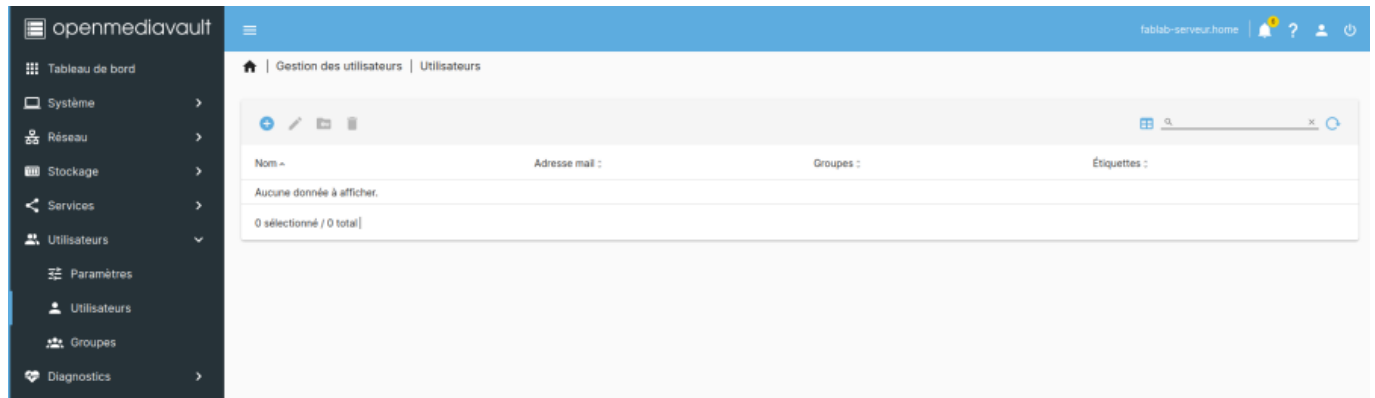 openmediavault
fablab-serveur.home
Tableau de bord
Gestion des utilisateurs | Utilisateurs
Système
Réseau
Stockage
Services
Utilisateurs
Paramètres
Utilisateurs
Groupes
Diagnostics
Nom
Adresse mail
Groupes
Étiquettes
Aucune donnée à afficher.
0 sélectionné / 0 total